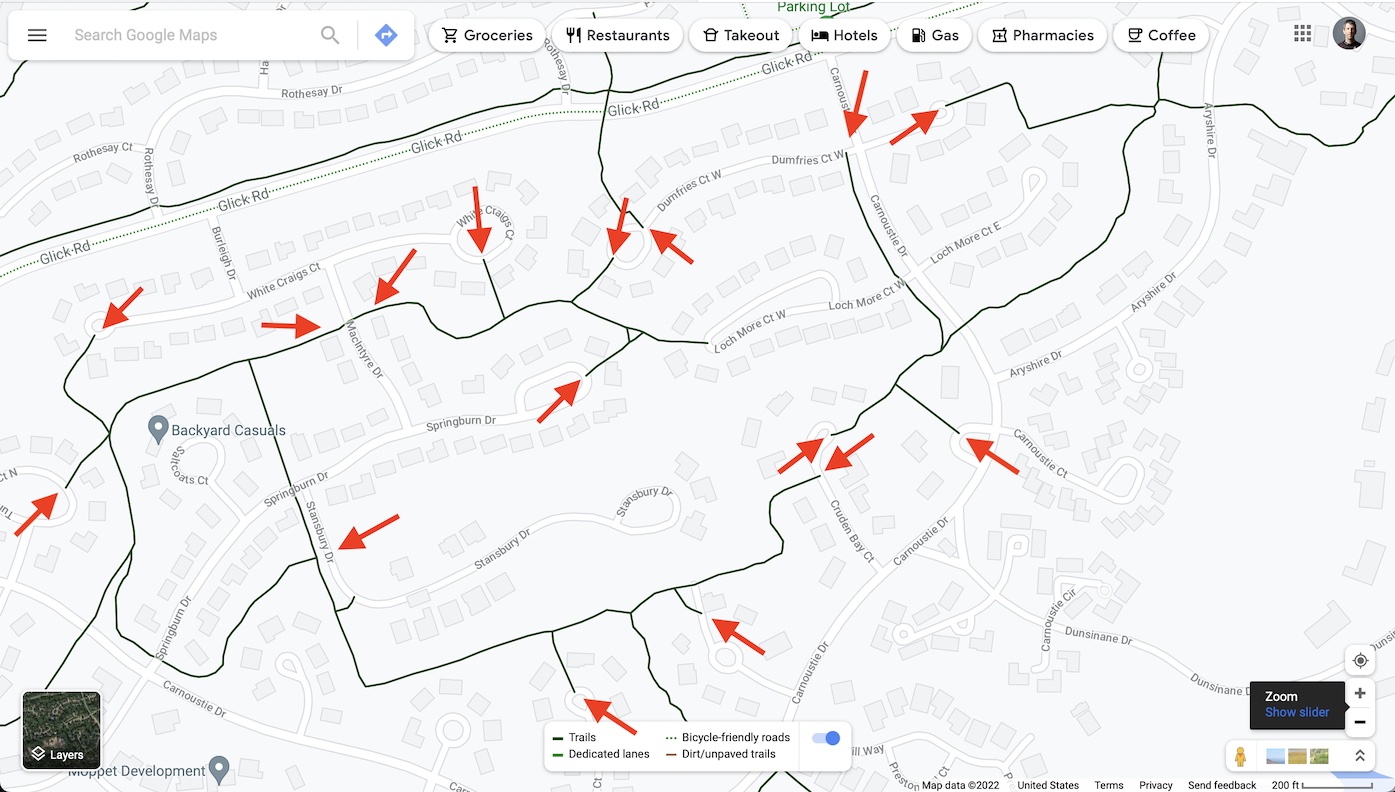 Parking Lot
Search Google Maps
Groceries
Restaurants
Takeout
Hotels
Gas
Pharmacies
Coffee
Rothesay Dr
Glick Rd
Carnoustie
Ha
Rothesay Dr
Glick Rd
Aryshire Dr
Glick Rd
Rothesay Ct
Rothesay Dr
Dumfries Ct W
Dumfries Ct W
Glick Rd
White Craigs Ct
Carnoustie Dr
Glick Rd
Burleigh Dr
Loch More Ct E
White Craigs Ct
Loch More Ct W
Aryshire Dr
Loch More Ct W
MacIntyre Dr
Aryshire Dr
Springburn Dr
Backyard Casuals
Saltcoats Ct
Carnoustie Ct
ct N
Springburn Dr
Stansbury Dr
Tur
Stansbury Dr
Cruden Bay Ct
Carnoustie Dr
Stansbury Dr
Springburn Dr
Carnoustie Cir
Dunsinane Dr
Dunsi
Carnoustie Dr
Carnoustie Dr
Dunsinane D
Zoom
Show slider
Layers
Trails
Bicycle-friendly roads
Dedicated lanes
Dirt/unpaved trails
ill Way
Preston
Ct
Ct
Moppet Development
Map data ©2022
United States
Terms
Privacy
Send feedback
200 ft